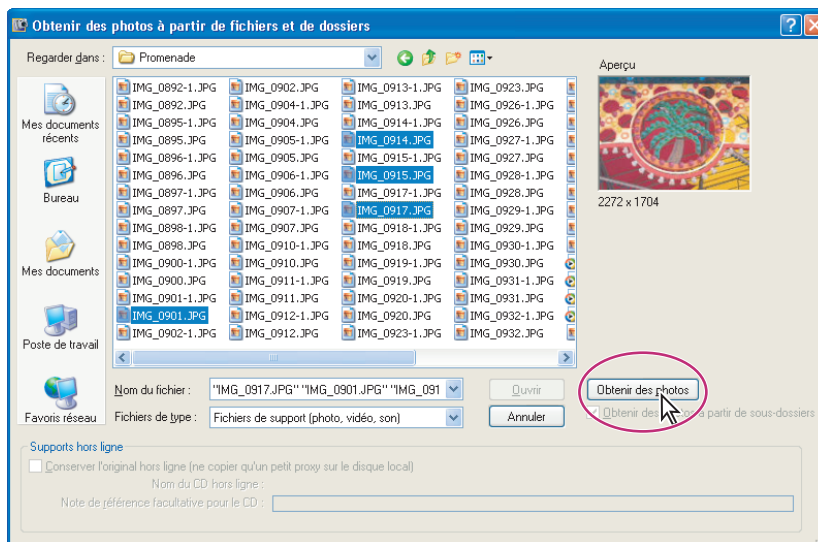 Obtenir des photos à partir de fichiers et de dossiers
Regarder dans : Promenade
Aperçu
Mes documents récents
Bureau
Mes documents
Poste de travail
Favoris réseau
IMG_0892-1.JPG IMG_0902.JPG IMG_0913-1.JPG IMG_0923.JPG
IMG_0892.JPG IMG_0904-1.JPG IMG_0913.JPG IMG_0926-1.JPG
IMG_0895-1.JPG IMG_0904.JPG IMG_0914-1.JPG IMG_0926.JPG
IMG_0895.JPG IMG_0905-1.JPG IMG_0914.JPG IMG_0927-1.JPG
IMG_0896-1.JPG IMG_0905.JPG IMG_0915-1.JPG IMG_0927.JPG
IMG_0896.JPG IMG_0906-1.JPG IMG_0915.JPG IMG_0928-1.JPG
IMG_0897-1.JPG IMG_0906.JPG IMG_0917-1.JPG IMG_0928.JPG
IMG_0897.JPG IMG_0907-1.JPG IMG_0917.JPG IMG_0929-1.JPG
IMG_0898-1.JPG IMG_0907.JPG IMG_0918-1.JPG IMG_0929.JPG
IMG_0898.JPG IMG_0910-1.JPG IMG_0918.JPG IMG_0930-1.JPG
IMG_0900-1.JPG IMG_0910.JPG IMG_0919-1.JPG IMG_0930.JPG
IMG_0900.JPG IMG_0911-1.JPG IMG_0919.JPG IMG_0931-1.JPG
IMG_0901-1.JPG IMG_0911.JPG IMG_0920-1.JPG IMG_0931.JPG
IMG_0901.JPG IMG_0912-1.JPG IMG_0920.JPG IMG_0932-1.JPG
IMG_0902-1.JPG IMG_0912.JPG IMG_0923-1.JPG IMG_0932.JPG
2272 x 1704
Nom du fichier : "IMG_0917.JPG" "IMG_0901.JPG" "IMG_091 Ouvrir Obtenir des photos
Fichiers de type : Fichiers de support (photo, vidéo, son) Annuler Obtenir des photos à partir de sous-dossiers
Supports hors ligne
Conserver l'original hors ligne (ne copier qu'un petit proxy sur le disque local)
Nom du CD hors ligne :
Note de référence facultative pour le CD :